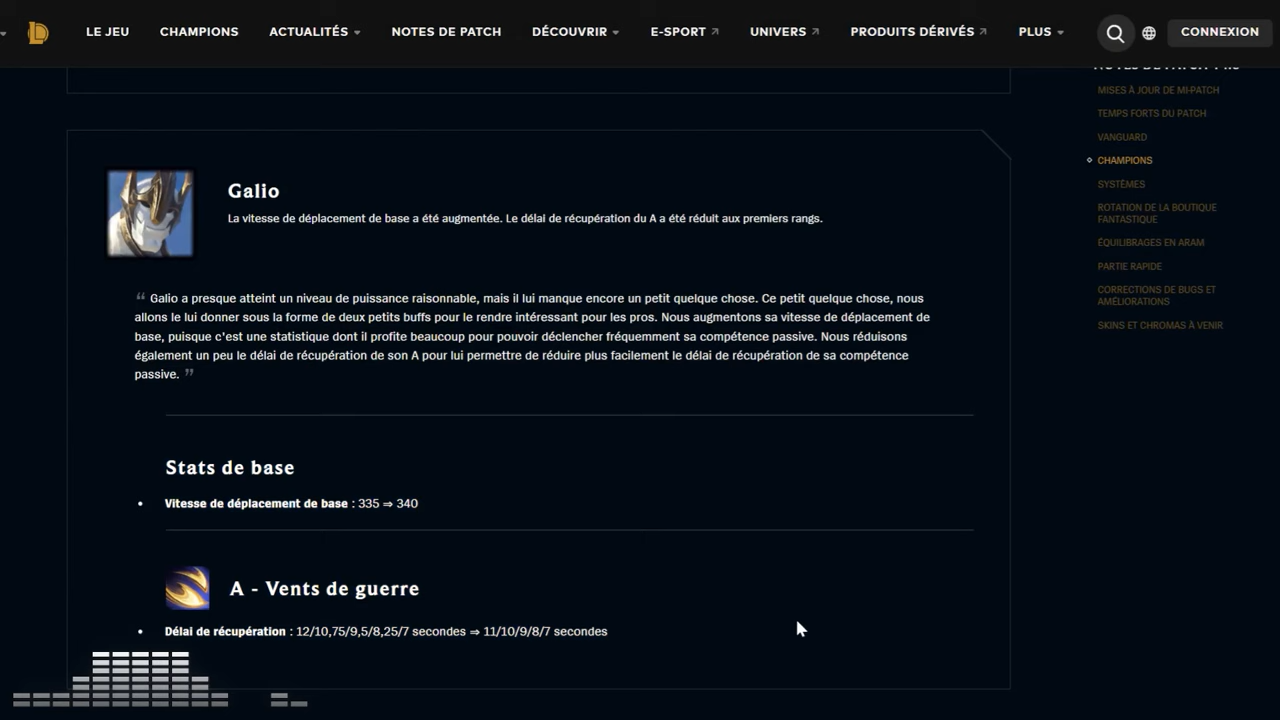 LE JEU
CHAMPIONS
ACTUALITÉS
NOTES DE PATCH
DÉCOUVRIR
E-SPORT
UNIVERS
PRODUITS DÉRIVÉS
PLUS
CONNEXION
MISES À JOUR DE MI-PATCH
TEMPS FORTS DU PATCH
VANGUARD
CHAMPIONS
SYSTÈMES
ROTATION DE LA BOUTIQUE
FANTASTIQUE
ÉQUILIBRAGES EN ARAM
PARTIE RAPIDE
CORRECTIONS DE BUGS ET
AMÉLIORATIONS
SKINS ET CHROMAS À VENIR
Galio
La vitesse de déplacement de base a été augmentée. Le délai de récupération du A a été réduit aux premiers rangs.
“ Galio a presque atteint un niveau de puissance raisonnable, mais il lui manque encore un petit quelque chose. Ce petit quelque chose, nous
allons le lui donner sous la forme de deux petits buffs pour le rendre intéressant pour les pros. Nous augmentons sa vitesse de déplacement de
base, puisque c'est une statistique dont il profite beaucoup pour pouvoir déclencher fréquemment sa compétence passive. Nous réduisons
également un peu le délai de récupération de son A pour lui permettre de réduire plus facilement le délai de récupération de sa compétence
passive. ”
Stats de base
• Vitesse de déplacement de base : 335 ⇒ 340
A - Vents de guerre
• Délai de récupération : 12/10,75/9,5/8,25/7 secondes ⇒ 11/10/9/8/7 secondes